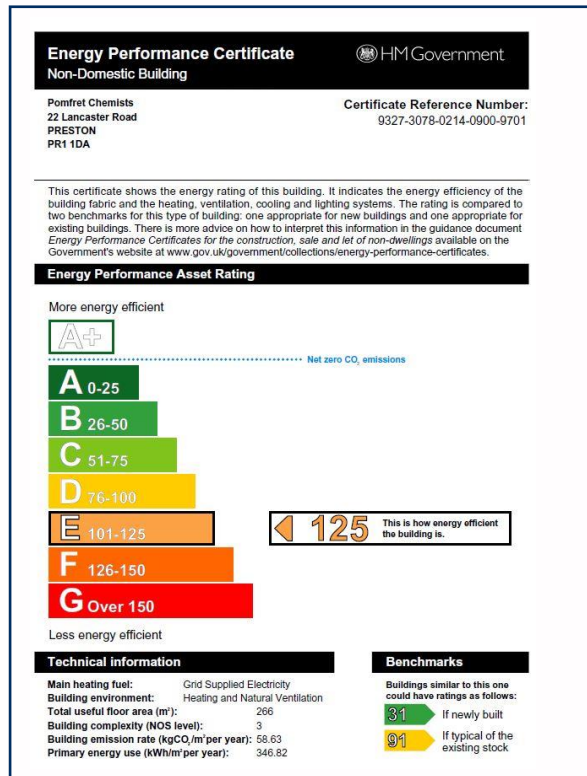 Energy Performance Certificate
HM Government
Non-Domestic Building
Pomfret Chemists
22 Lancaster Road
PRESTON
PR1 1DA
Certificate Reference Number:
9327-3078-0214-0900-9701
This certificate shows the energy rating of this building. It indicates the energy efficiency of the
building fabric and the heating, ventilation, cooling and lighting systems. The rating is compared to
two benchmarks for this type of building: one appropriate for new buildings and one appropriate for
existing buildings. There is more advice on how to interpret this information in the guidance document
Energy Performance Certificates for the construction, sale and let of non-dwellings available on the
Government's website at www.gov.uk/government/collections/energy-performance-certificates.
Energy Performance Asset Rating
More energy efficient
A+
Net zero CO₂ emissions
A 0-25
B 26-50
C 51-75
D 76-100
E 101-125
125
This is how energy efficient
the building is.
F 126-150
G Over 150
Less energy efficient
Technical information
Main heating fuel: Grid Supplied Electricity
Building environment: Heating and Natural Ventilation
Total useful floor area (m²): 266
Building complexity (NOS level): 3
Building emission rate (kgCO₂/m²per year): 58.63
Primary energy use (kWh/m²per year): 346.82
Benchmarks
Buildings similar to this one
could have ratings as follows:
31 If newly built
91 If typical of the
existing stock